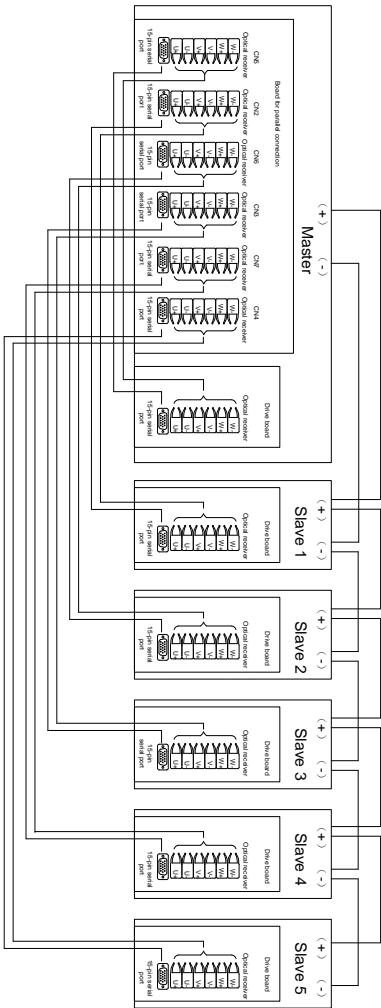 (+)
(-)
Master
Board for parallel connection
CN5
Optical receiver
W-
W+
V-
V+
U-
U+
15-pin serial
port
CN2
Optical receiver
W-
W+
V-
V+
U-
U+
15-pin serial
port
CN6
Optical receiver
W-
W+
V-
V+
U-
U+
15-pin
serial port
CN3
Optical receiver
W-
W+
V-
V+
U-
U+
15-pin
serial port
CN7
Optical receiver
W-
W+
V-
V+
U-
U+
15-pin serial
port
CN4
Optical receiver
W-
W+
V-
V+
U-
U+
15-pin serial
port
Drive board
Optical receiver
W-
W+
V-
V+
U-
U+
15-pin serial
port
(+)
(-)
Slave 1
Drive board
Optical receiver
W-
W+
V-
V+
U-
U+
15-pin serial
port
(+)
(-)
Slave 2
Drive board
Optical receiver
W-
W+
V-
V+
U-
U+
15-pin serial
port
(+)
(-)
Slave 3
Drive board
Optical receiver
W-
W+
V-
V+
U-
U+
15-pin
serial port
(+)
(-)
Slave 4
Drive board
Optical receiver
W-
W+
V-
V+
U-
U+
15-pin serial
port
(+)
(-)
Slave 5
Drive board
Optical receiver
W-
W+
V-
V+
U-
U+
15-pin serial
port